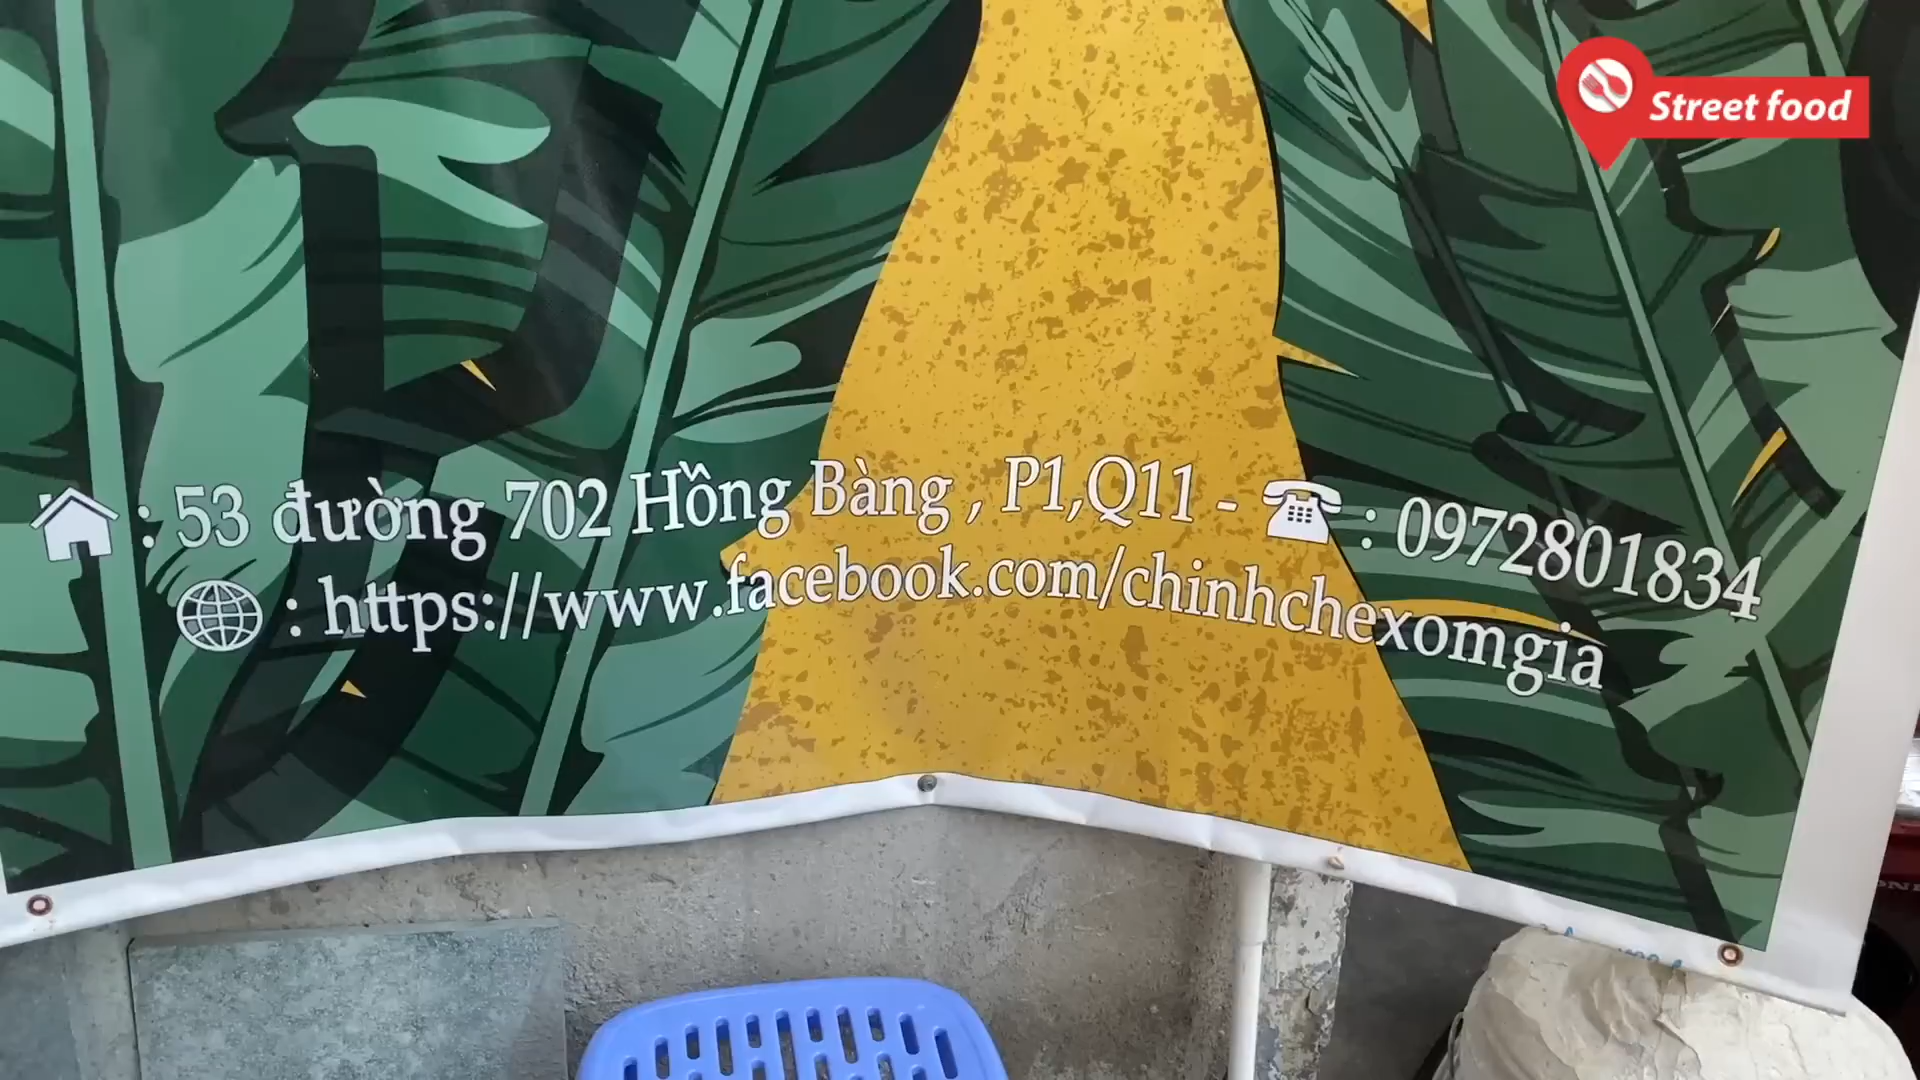 Street food
: 53 đường 702 Hồng Bàng , P1,Q11 - : 0972801834
: https://www.facebook.com/chinhchexomgia